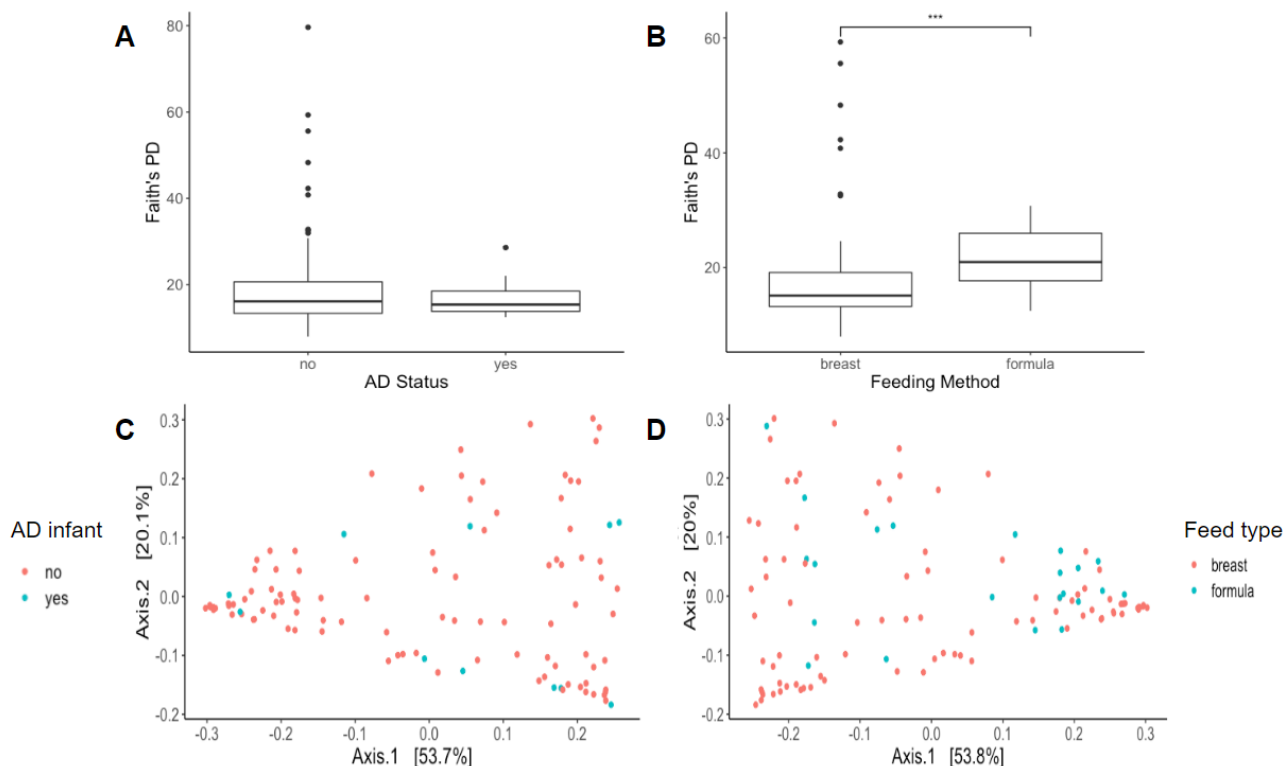 A
Faith's PD
80
60
40
20
no
yes
AD Status
B
***
Faith's PD
60
40
20
breast
formula
Feeding Method
C
AD infant
no
yes
Axis.2 [20.1%]
0.3
0.2
0.1
0.0
-0.1
-0.2
-0.3
-0.2
-0.1
0.0
0.1
0.2
Axis.1 [53.7%]
D
Axis.2 [20%]
0.3
0.2
0.1
0.0
-0.1
-0.2
-0.2
-0.1
0.0
0.1
0.2
0.3
Axis.1 [53.8%]
Feed type
breast
formula